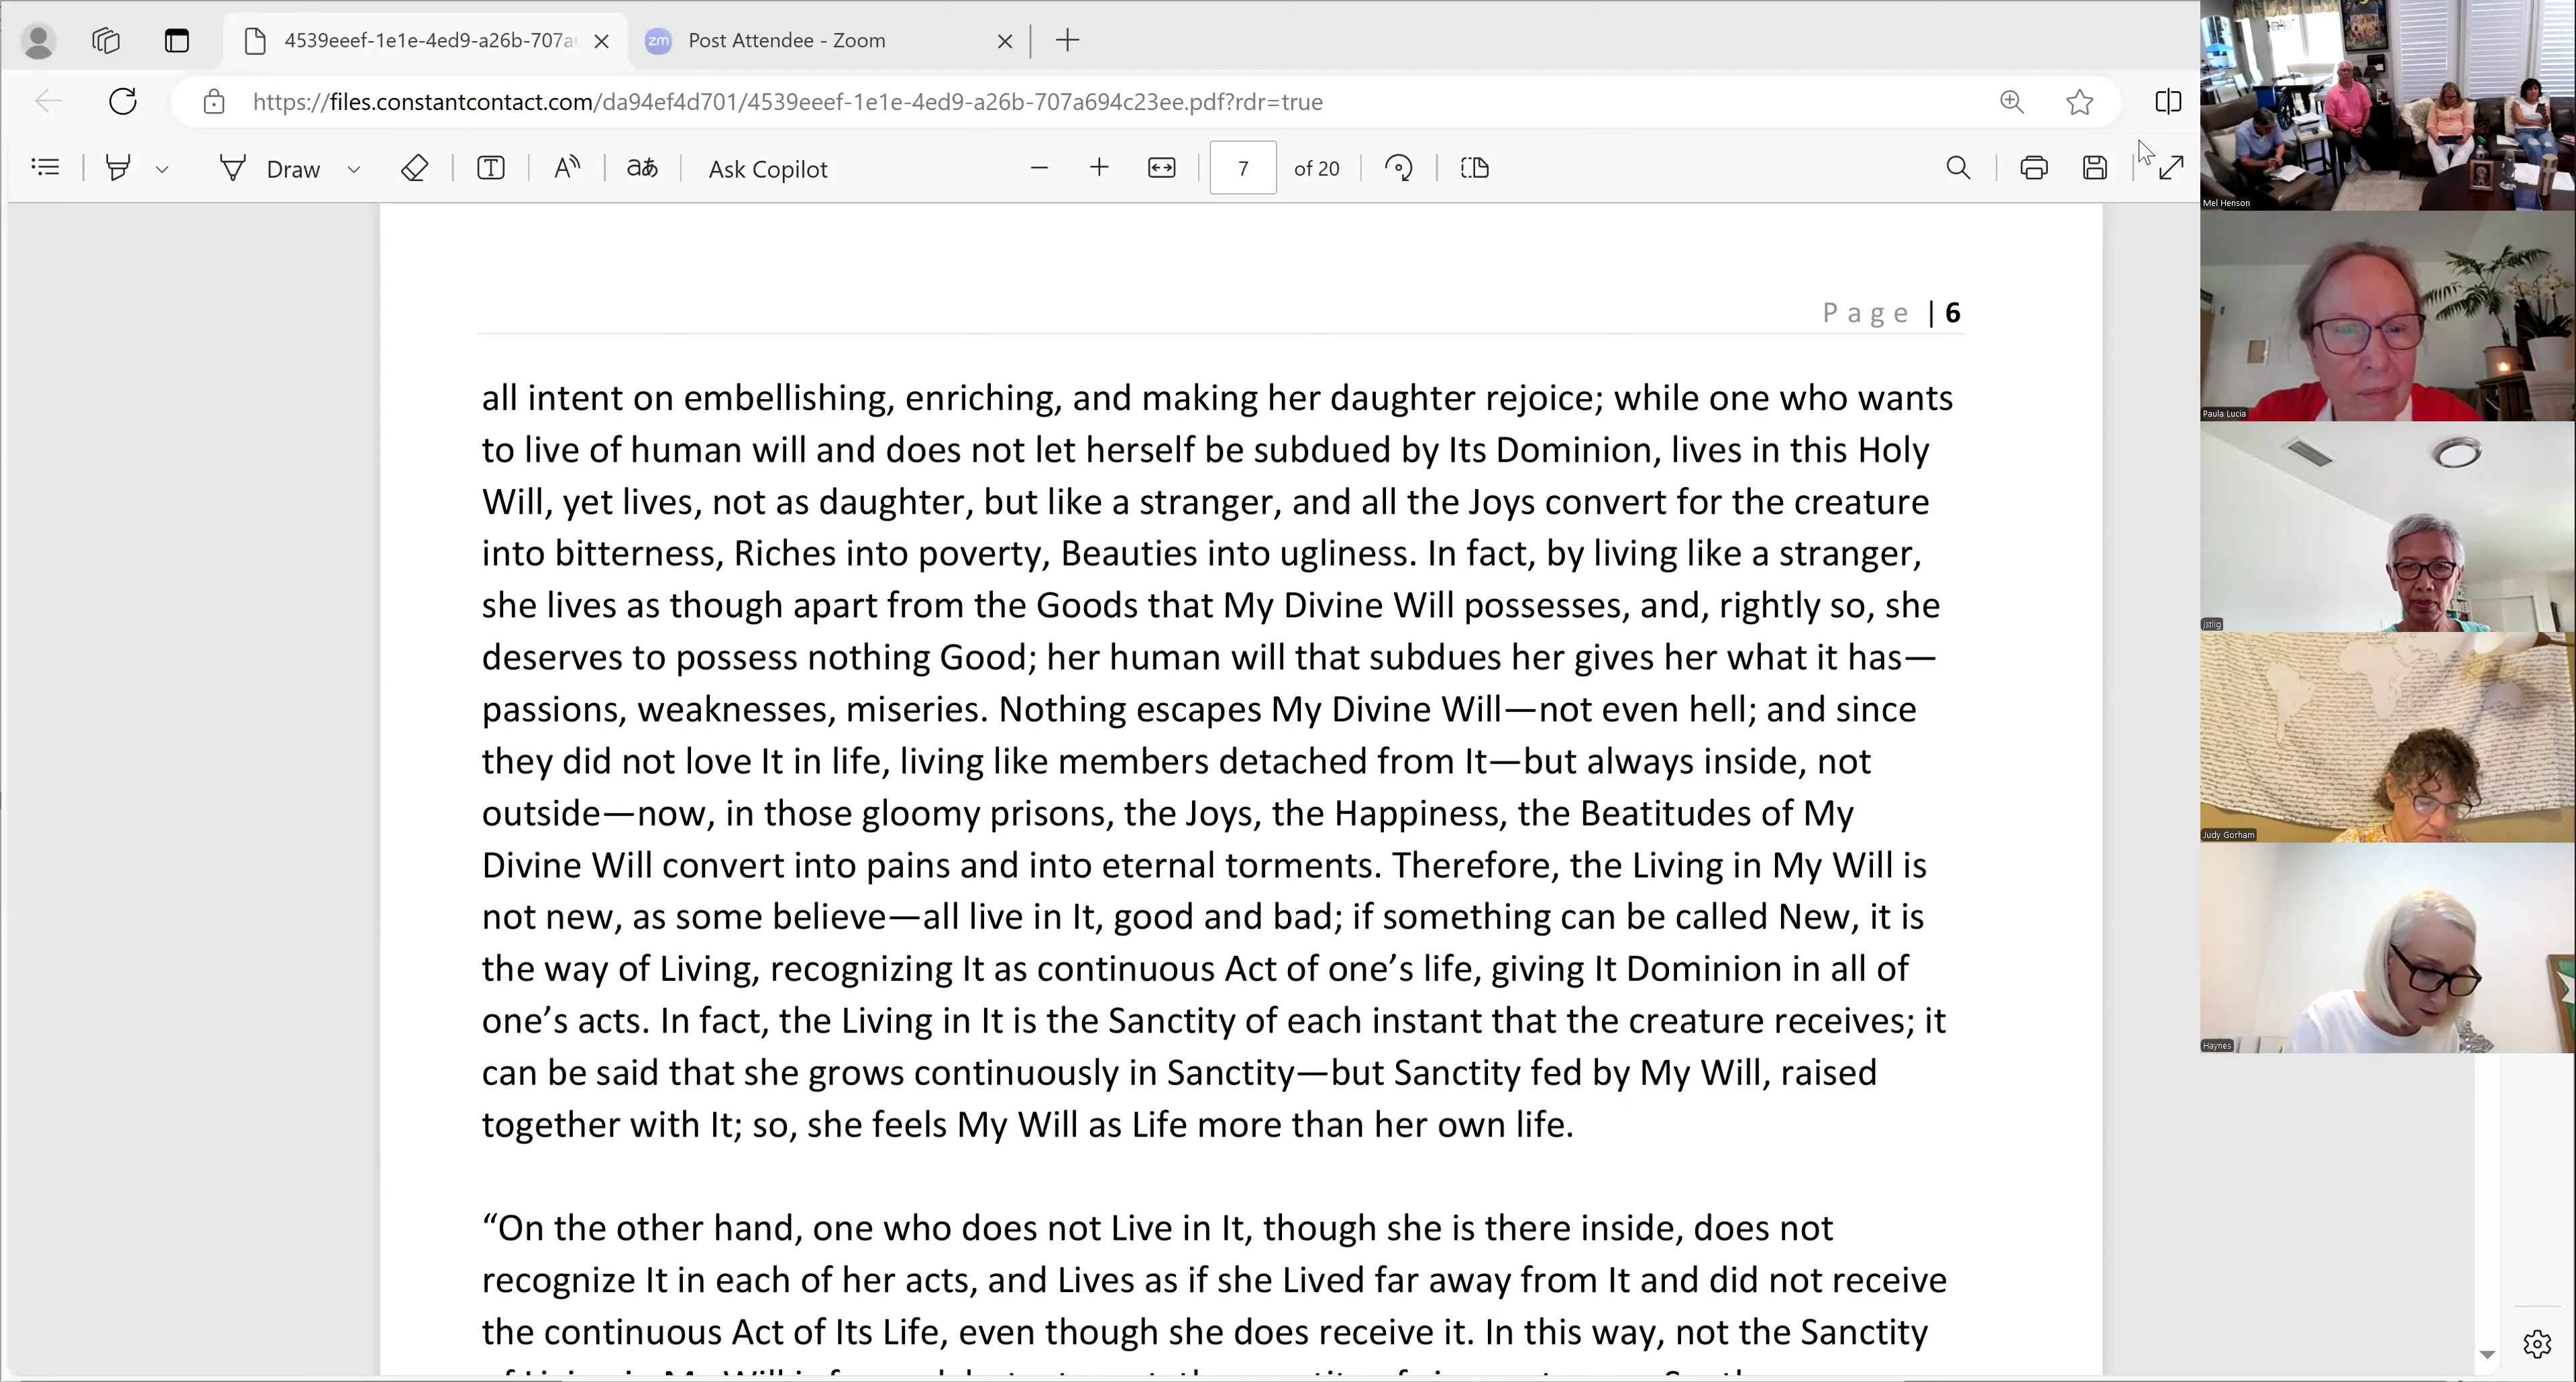 4539eeef-1e1e-4ed9-a26b-707a
zm Post Attendee - Zoom
https://files.constantcontact.com/da94ef4d701/4539eeef-1e1e-4ed9-a26b-707a694c23ee.pdf?rdr=true
Draw T aあ Ask Copilot 7 of 20
Page | 6
all intent on embellishing, enriching, and making her daughter rejoice; while one who wants
to live of human will and does not let herself be subdued by Its Dominion, lives in this Holy
Will, yet lives, not as daughter, but like a stranger, and all the Joys convert for the creature
into bitterness, Riches into poverty, Beauties into ugliness. In fact, by living like a stranger,
she lives as though apart from the Goods that My Divine Will possesses, and, rightly so, she
deserves to possess nothing Good; her human will that subdues her gives her what it has—
passions, weaknesses, miseries. Nothing escapes My Divine Will—not even hell; and since
they did not love It in life, living like members detached from It—but always inside, not
outside—now, in those gloomy prisons, the Joys, the Happiness, the Beatitudes of My
Divine Will convert into pains and into eternal torments. Therefore, the Living in My Will is
not new, as some believe—all live in It, good and bad; if something can be called New, it is
the way of Living, recognizing It as continuous Act of one’s life, giving It Dominion in all of
one’s acts. In fact, the Living in It is the Sanctity of each instant that the creature receives; it
can be said that she grows continuously in Sanctity—but Sanctity fed by My Will, raised
together with It; so, she feels My Will as Life more than her own life.
“On the other hand, one who does not Live in It, though she is there inside, does not
recognize It in each of her acts, and Lives as if she Lived far away from It and did not receive
the continuous Act of Its Life, even though she does receive it. In this way, not the Sanctity
Mel Henson
Paula Lucia
jstlig
Judy Gorham
Haynes